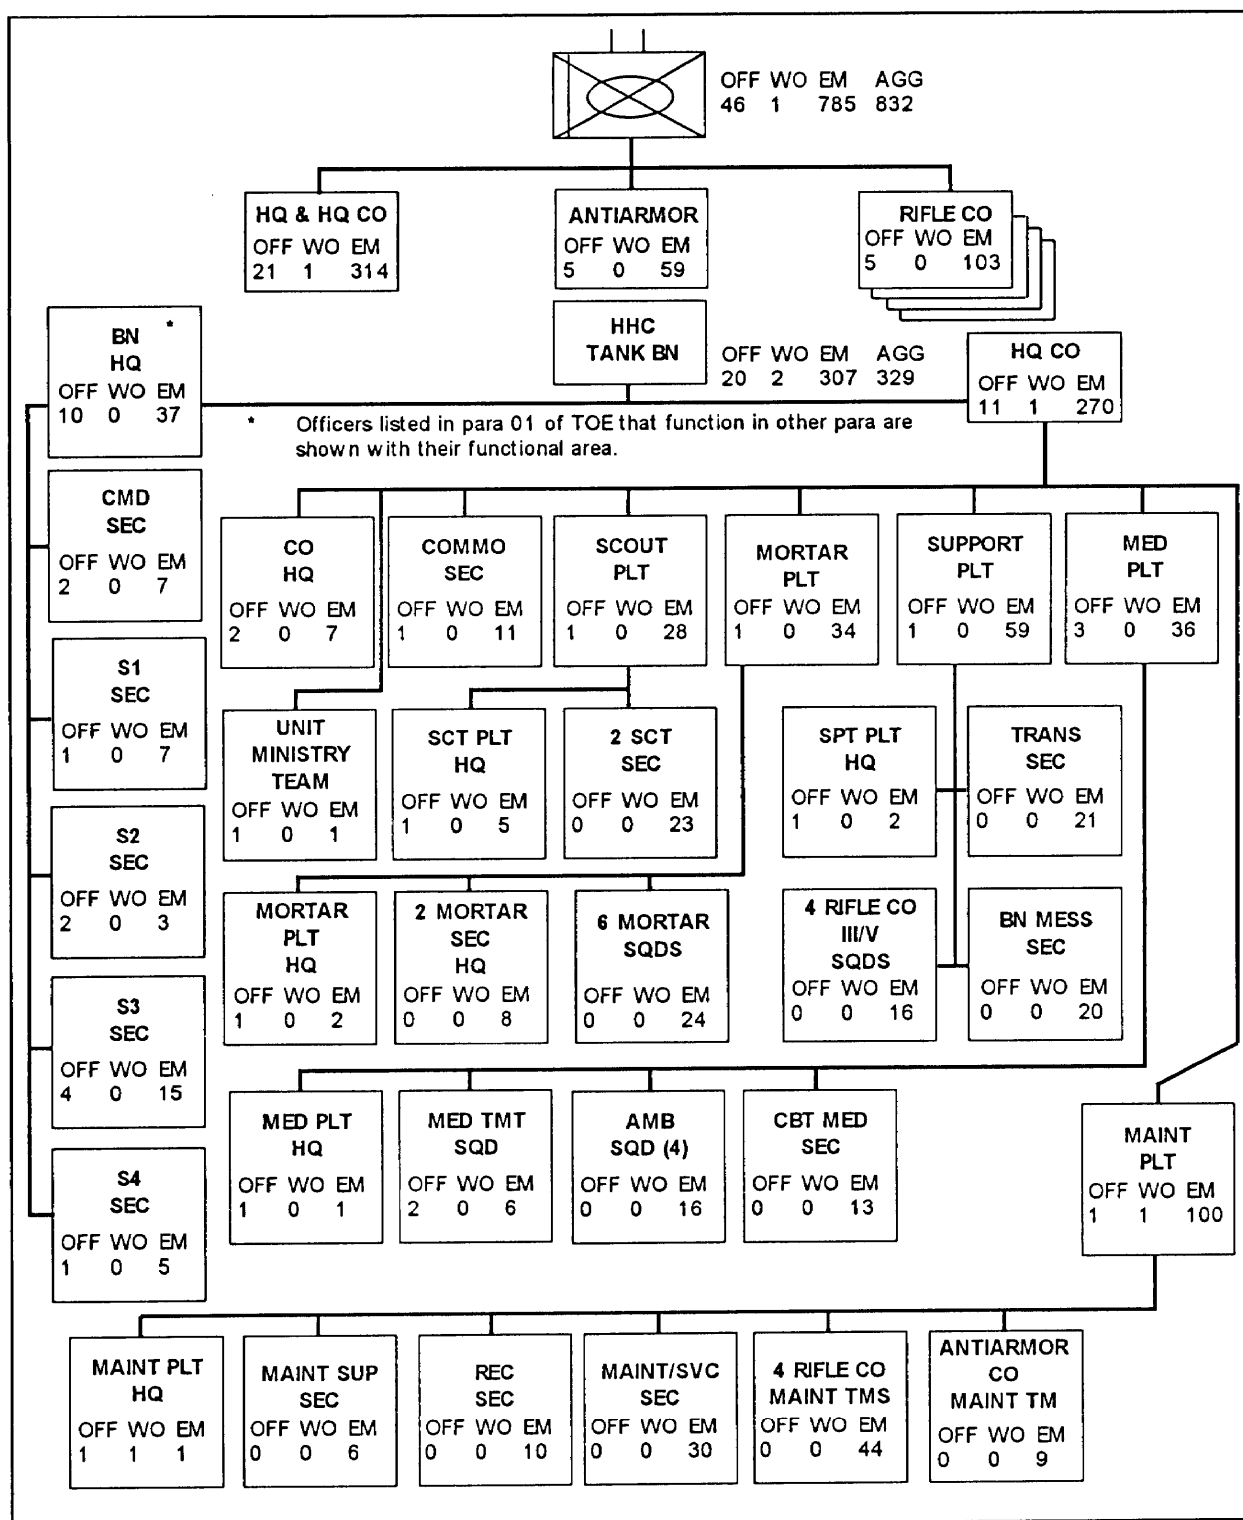 OFF WO EM AGG
46 1 785 832
HQ & HQ CO
OFF WO EM
21 1 314
ANTIARMOR
OFF WO EM
5 0 59
RIFLE CO
OFF WO EM
5 0 103
BN *
HQ
OFF WO EM
10 0 37
HHC
TANK BN
OFF WO EM AGG
20 2 307 329
HQ CO
OFF WO EM
11 1 270
* Officers listed in para 01 of TOE that function in other para are
shown with their functional area.
CMD
SEC
OFF WO EM
2 0 7
S1
SEC
OFF WO EM
1 0 7
S2
SEC
OFF WO EM
2 0 3
S3
SEC
OFF WO EM
4 0 15
S4
SEC
OFF WO EM
1 0 5
CO
HQ
OFF WO EM
2 0 7
COMMO
SEC
OFF WO EM
1 0 11
SCOUT
PLT
OFF WO EM
1 0 28
MORTAR
PLT
OFF WO EM
1 0 34
SUPPORT
PLT
OFF WO EM
1 0 59
MED
PLT
OFF WO EM
3 0 36
UNIT
MINISTRY
TEAM
OFF WO EM
1 0 1
SCT PLT
HQ
OFF WO EM
1 0 5
2 SCT
SEC
OFF WO EM
0 0 23
SPT PLT
HQ
OFF WO EM
1 0 2
TRANS
SEC
OFF WO EM
0 0 21
MORTAR
PLT
HQ
OFF WO EM
1 0 2
2 MORTAR
SEC
HQ
OFF WO EM
0 0 8
6 MORTAR
SQDS
OFF WO EM
0 0 24
4 RIFLE CO
III/V
SQDS
OFF WO EM
0 0 16
BN MESS
SEC
OFF WO EM
0 0 20
MED PLT
HQ
OFF WO EM
1 0 1
MED TMT
SQD
OFF WO EM
2 0 6
AMB
SQD (4)
OFF WO EM
0 0 16
CBT MED
SEC
OFF WO EM
0 0 13
MAINT
PLT
OFF WO EM
1 1 100
MAINT PLT
HQ
OFF WO EM
1 1 1
MAINT SUP
SEC
OFF WO EM
0 0 6
REC
SEC
OFF WO EM
0 0 10
MAINT/SVC
SEC
OFF WO EM
0 0 30
4 RIFLE CO
MAINT TMS
OFF WO EM
0 0 44
ANTIARMOR
CO
MAINT TM
OFF WO EM
0 0 9